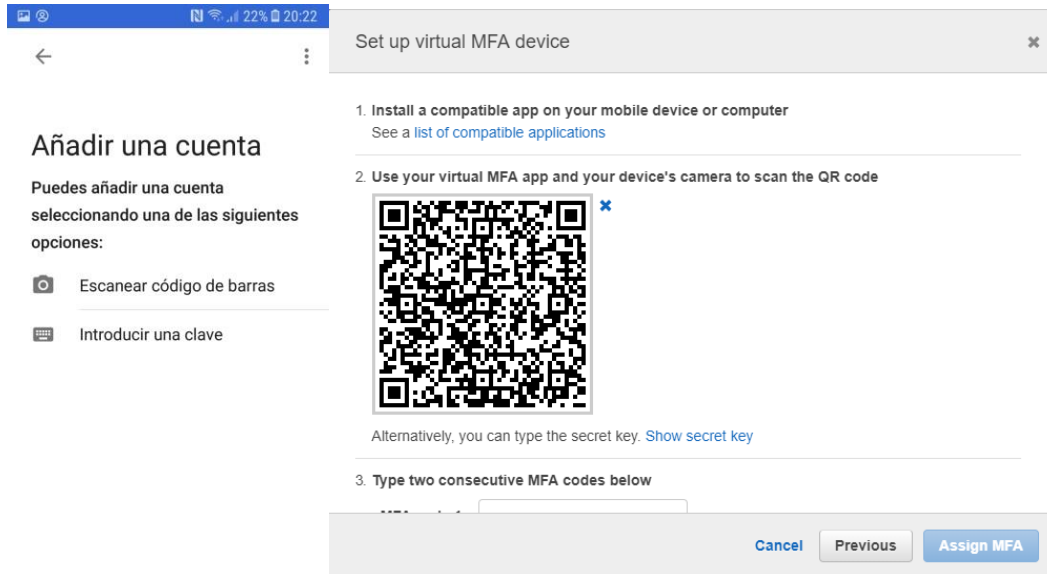 22% 20:22
Añadir una cuenta
Puedes añadir una cuenta
seleccionando una de las siguientes
opciones:
Escanear código de barras
Introducir una clave
Set up virtual MFA device
1. Install a compatible app on your mobile device or computer
See a list of compatible applications
2. Use your virtual MFA app and your device's camera to scan the QR code
Alternatively, you can type the secret key. Show secret key
3. Type two consecutive MFA codes below
Cancel Previous Assign MFA